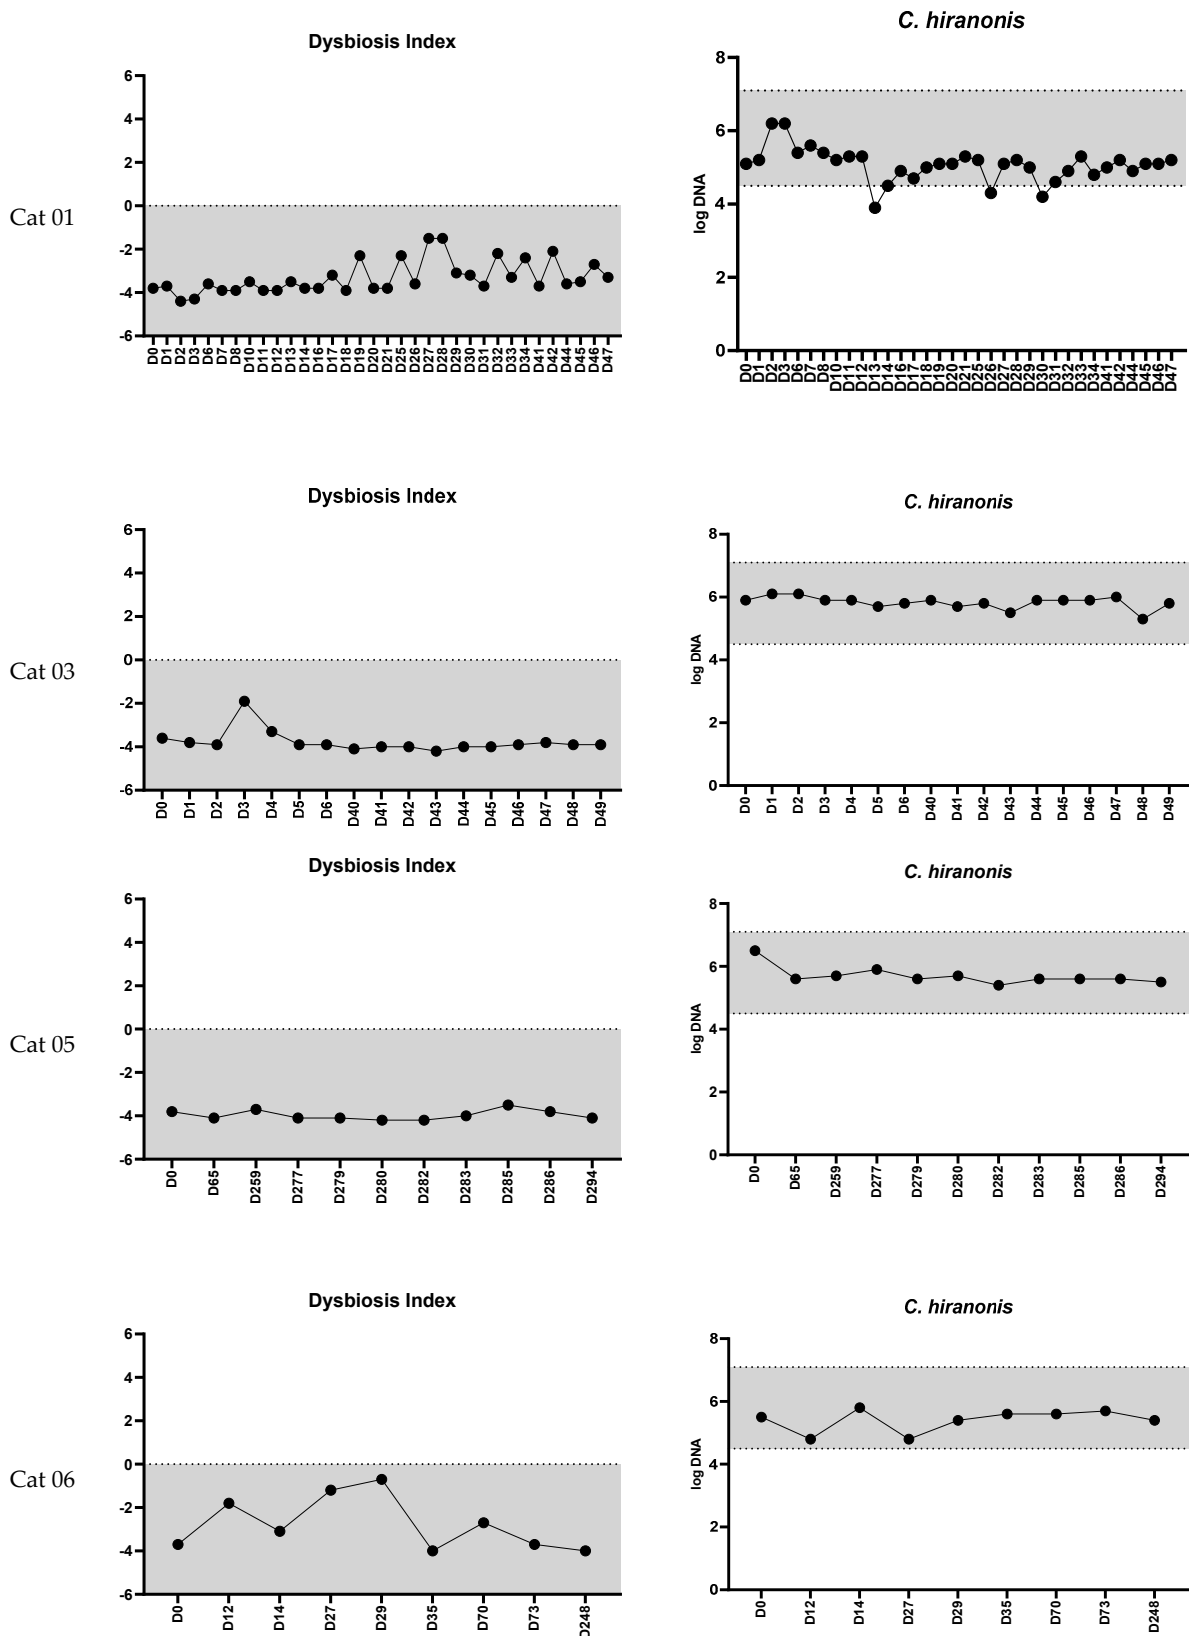 Dysbiosis Index
C. hiranonis
Cat 01
6
4
2
0
-2
-4
-6
D0 D1 D2 D3 D6 D7 D8 D10 D11 D12 D13 D14 D16 D17 D18 D19 D20 D21 D25 D26 D27 D28 D29 D30 D31 D32 D33 D34 D41 D42 D44 D45 D46 D47
log DNA
8
6
4
2
0
D0 D1 D2 D3 D6 D7 D8 D10 D11 D12 D13 D14 D16 D17 D18 D19 D20 D21 D25 D26 D27 D28 D29 D30 D31 D32 D33 D34 D41 D42 D44 D45 D46 D47
Dysbiosis Index
C. hiranonis
Cat 03
6
4
2
0
-2
-4
-6
D0 D1 D2 D3 D4 D5 D6 D40 D41 D42 D43 D44 D45 D46 D47 D48 D49
log DNA
8
6
4
2
0
D0 D1 D2 D3 D4 D5 D6 D40 D41 D42 D43 D44 D45 D46 D47 D48 D49
Dysbiosis Index
C. hiranonis
Cat 05
6
4
2
0
-2
-4
-6
D0 D65 D259 D277 D279 D280 D282 D283 D285 D286 D294
log DNA
8
6
4
2
0
D0 D65 D259 D277 D279 D280 D282 D283 D285 D286 D294
Dysbiosis Index
C. hiranonis
Cat 06
6
4
2
0
-2
-4
-6
D0 D12 D14 D27 D29 D35 D70 D73 D248
log DNA
8
6
4
2
0
D0 D12 D14 D27 D29 D35 D70 D73 D248